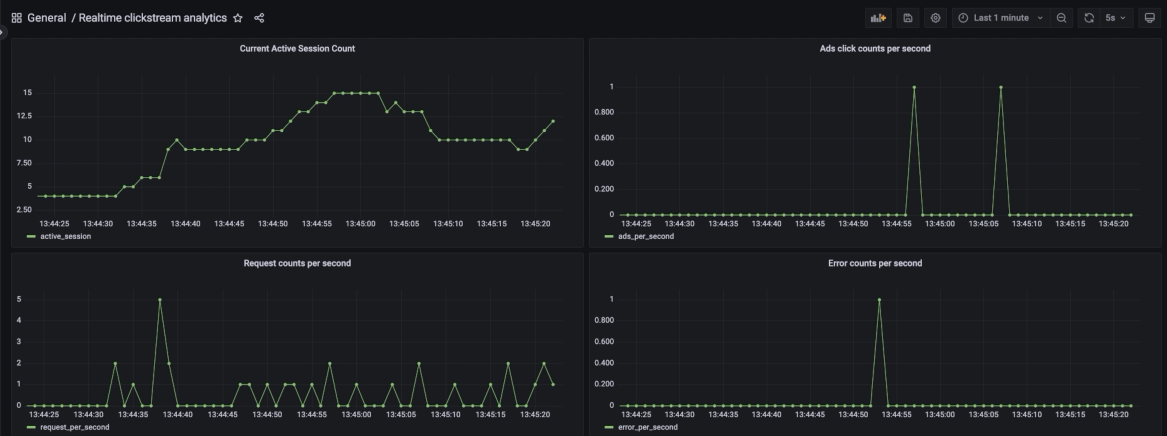 General / Realtime clickstream analytics
Last 1 minute
5s
Current Active Session Count
15
12.5
10
7.50
5
2.50
13:44:25 13:44:30 13:44:35 13:44:40 13:44:45 13:44:50 13:44:55 13:45:00 13:45:05 13:45:10 13:45:15 13:45:20
active_session
Ads click counts per second
1
0.800
0.600
0.400
0.200
0
13:44:25 13:44:30 13:44:35 13:44:40 13:44:45 13:44:50 13:44:55 13:45:00 13:45:05 13:45:10 13:45:15 13:45:20
ads_per_second
Request counts per second
5
4
3
2
1
0
13:44:25 13:44:30 13:44:35 13:44:40 13:44:45 13:44:50 13:44:55 13:45:00 13:45:05 13:45:10 13:45:15 13:45:20
request_per_second
Error counts per second
1
0.800
0.600
0.400
0.200
0
13:44:25 13:44:30 13:44:35 13:44:40 13:44:45 13:44:50 13:44:55 13:45:00 13:45:05 13:45:10 13:45:15 13:45:20
error_per_second